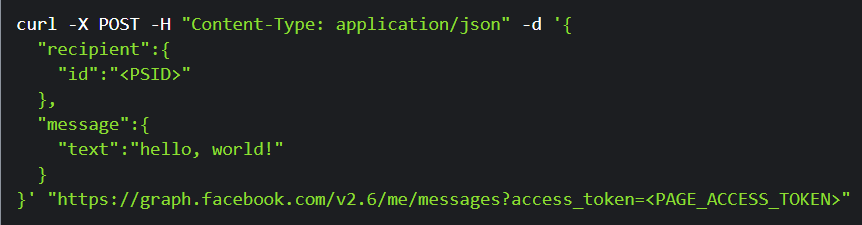 curl -X POST -H "Content-Type: application/json" -d '{
  "recipient":{
    "id":"<PSID>"
  },
  "message":{
    "text":"hello, world!"
  }
}' "https://graph.facebook.com/v2.6/me/messages?access_token=<PAGE_ACCESS_TOKEN>"